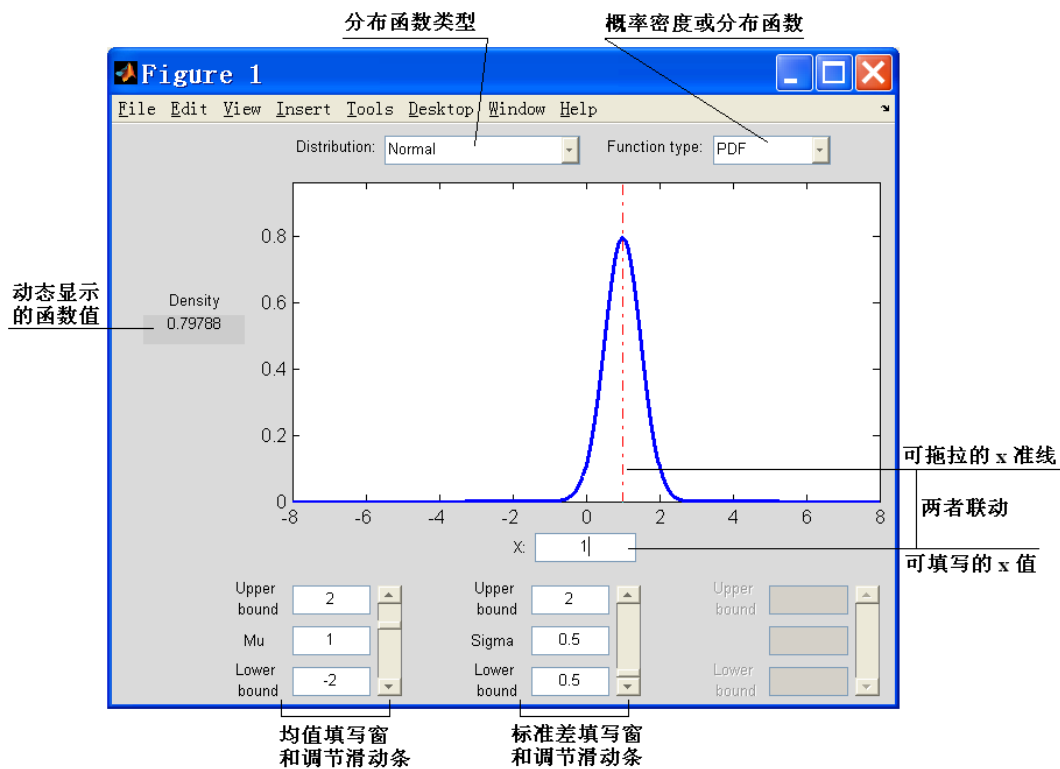 分布函数类型
概率密度或分布函数
Figure 1
File Edit View Insert Tools Desktop Window Help
Distribution: Normal
Function type: PDF
动态显示
的函数值
Density
0.79788
0.8
0.6
0.4
0.2
0
-8 -6 -4 -2 0 2 4 6 8
X: 1
可拖拉的 x 准线
两者联动
可填写的 x 值
Upper
bound
2
Mu
1
Lower
bound
-2
Upper
bound
2
Sigma
0.5
Lower
bound
0.5
Upper
bound
Lower
bound
均值填写窗
和调节滑动条
标准差填写窗
和调节滑动条